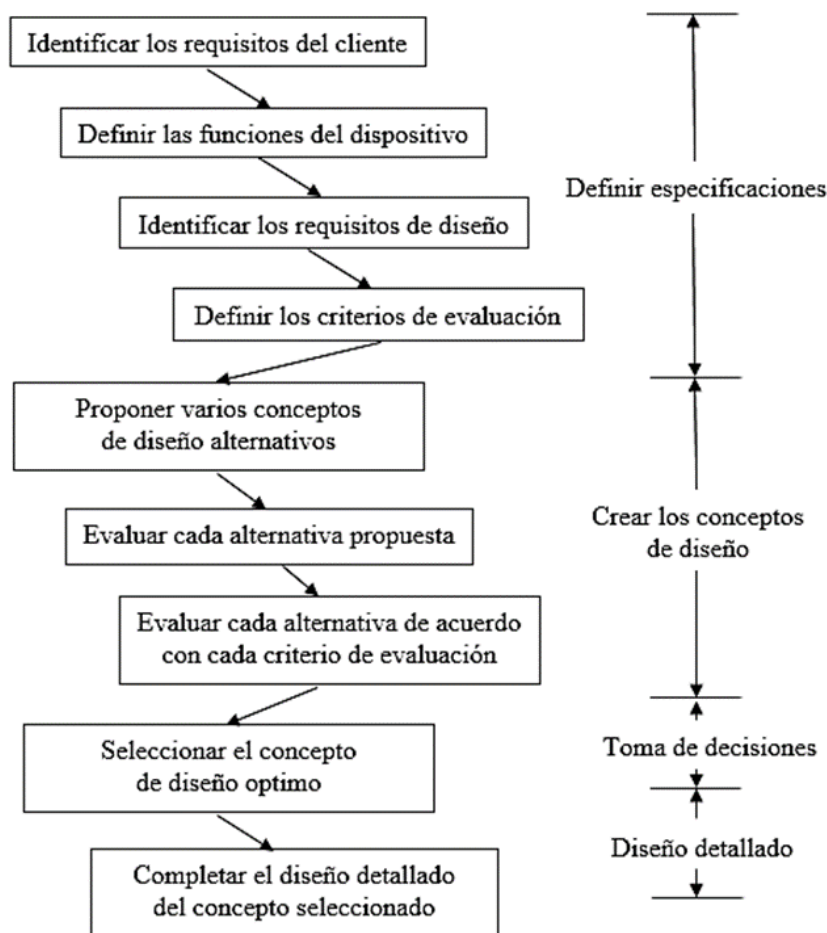 Identificar los requisitos del cliente
Definir las funciones del dispositivo
Identificar los requisitos de diseño
Definir los criterios de evaluación
Proponer varios conceptos
de diseño alternativos
Evaluar cada alternativa propuesta
Evaluar cada alternativa de acuerdo
con cada criterio de evaluación
Seleccionar el concepto
de diseño optimo
Completar el diseño detallado
del concepto seleccionado
Definir especificaciones
Crear los conceptos
de diseño
Toma de decisiones
Diseño detallado